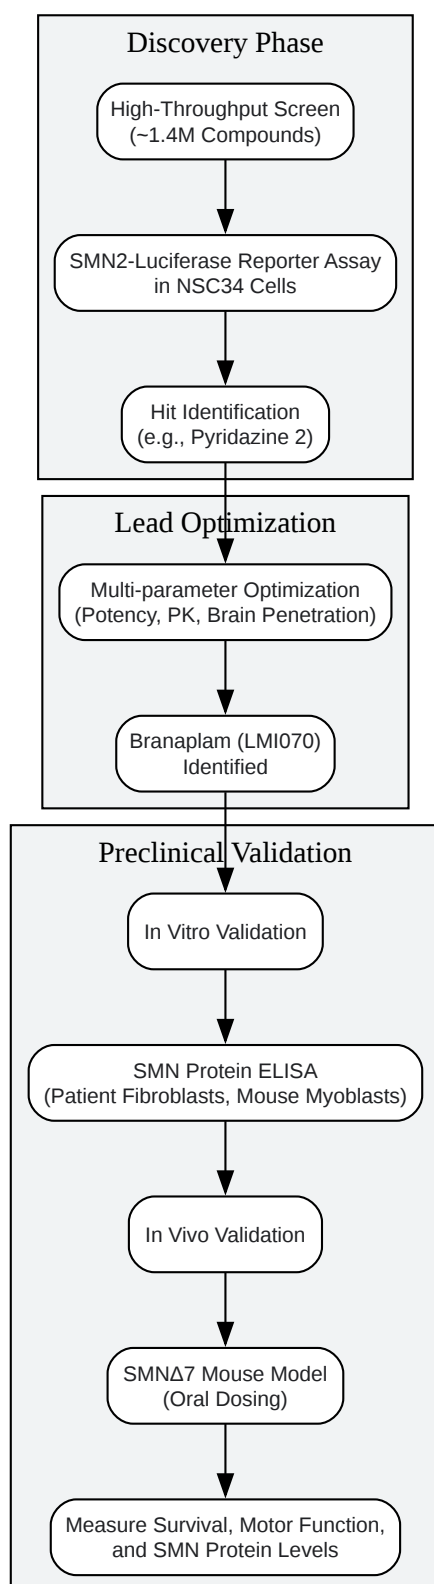 Discovery Phase
High-Throughput Screen
(~1.4M Compounds)
SMN2-Luciferase Reporter Assay
in NSC34 Cells
Hit Identification
(e.g., Pyridazine 2)
Lead Optimization
Multi-parameter Optimization
(Potency, PK, Brain Penetration)
Branaplam (LMI070)
Identified
Preclinical Validation
In Vitro Validation
SMN Protein ELISA
(Patient Fibroblasts, Mouse Myoblasts)
In Vivo Validation
SMNΔ7 Mouse Model
(Oral Dosing)
Measure Survival, Motor Function,
and SMN Protein Levels